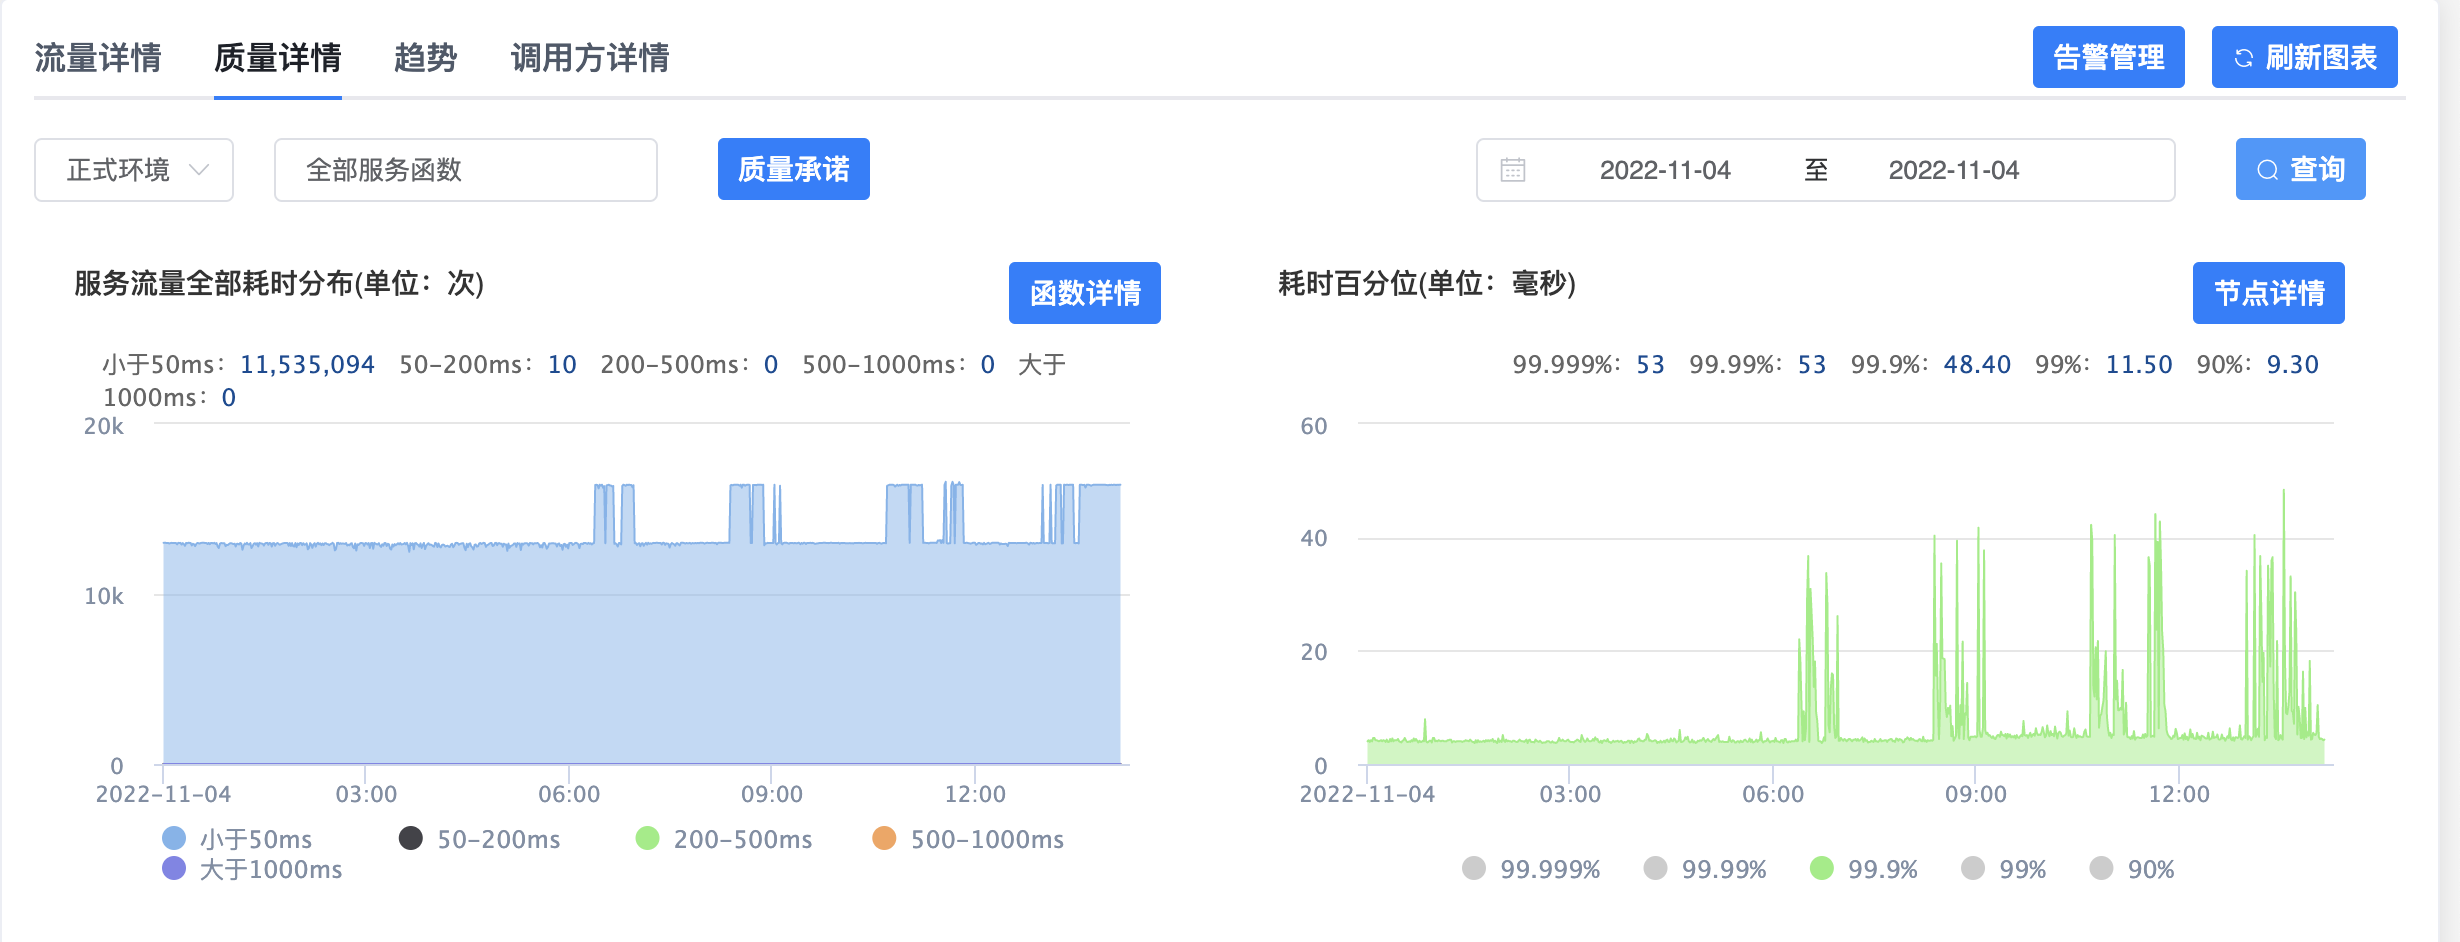 流量详情 质量详情 趋势 调用方详情 告警管理 刷新图表
正式环境 全部服务函数 质量承诺 2022-11-04 至 2022-11-04 查询
服务流量全部耗时分布(单位：次) 函数详情
小于50ms：11,535,094 50-200ms：10 200-500ms：0 500-1000ms：0 大于
1000ms：0
20k
10k
0
2022-11-04 03:00 06:00 09:00 12:00
小于50ms 50-200ms 200-500ms 500-1000ms
大于1000ms
耗时百分位(单位：毫秒) 节点详情
99.999%：53 99.99%：53 99.9%：48.40 99%：11.50 90%：9.30
60
40
20
0
2022-11-04 03:00 06:00 09:00 12:00
99.999% 99.99% 99.9% 99% 90%